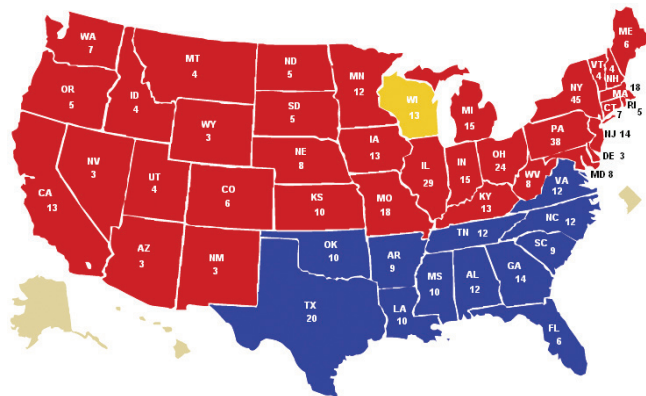 WA
7
OR
5
CA
13
NV
3
ID
4
MT
4
WY
3
UT
4
AZ
3
CO
6
NM
3
ND
5
SD
5
NE
8
KS
10
OK
10
TX
20
MN
12
IA
13
MO
18
AR
9
LA
10
WI
13
IL
29
MI
15
IN
15
OH
24
KY
13
TN 12
MS
10
AL
12
GA
14
FL
6
SC
9
NC 12
VA
12
WV
8
PA
38
NY
45
VT
4
4
NH
ME
6
18
MA
RI
5
CT
7
NJ 14
DE 3
MD 8